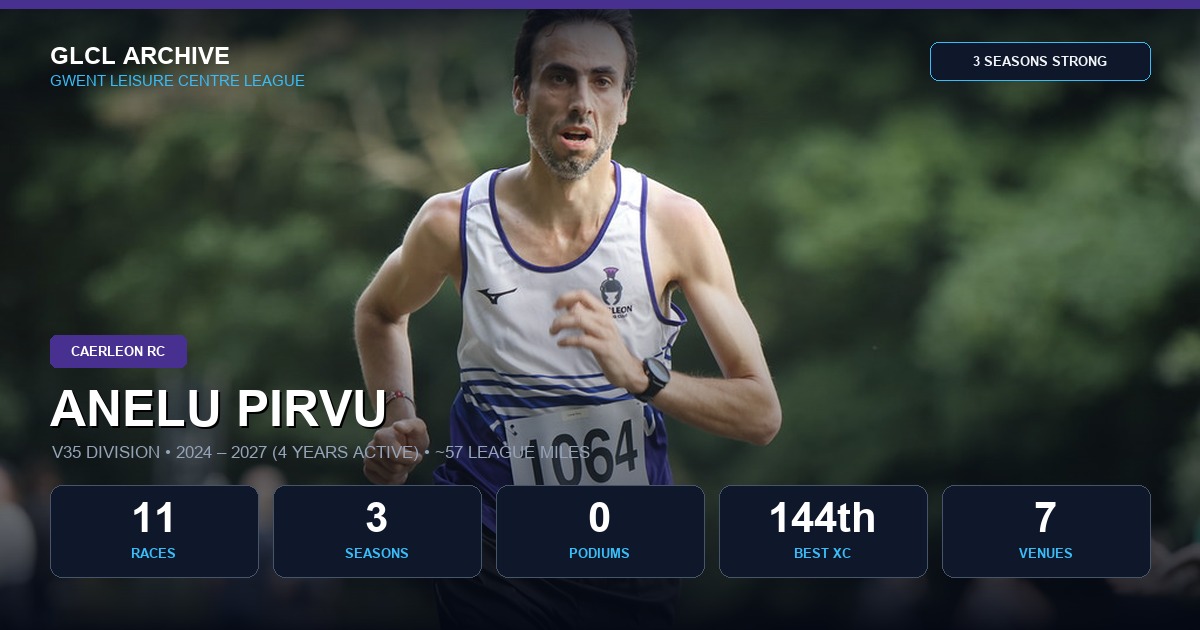 GLCL ARCHIVE
GWENT LEISURE CENTRE LEAGUE
3 SEASONS STRONG
CAERLEON RC
ANELU PIRVU
V35 DIVISION • 2024 – 2027 (4 YEARS ACTIVE) • ~57 LEAGUE MILES
1064
11
RACES
3
SEASONS
0
PODIUMS
144th
BEST XC
7
VENUES